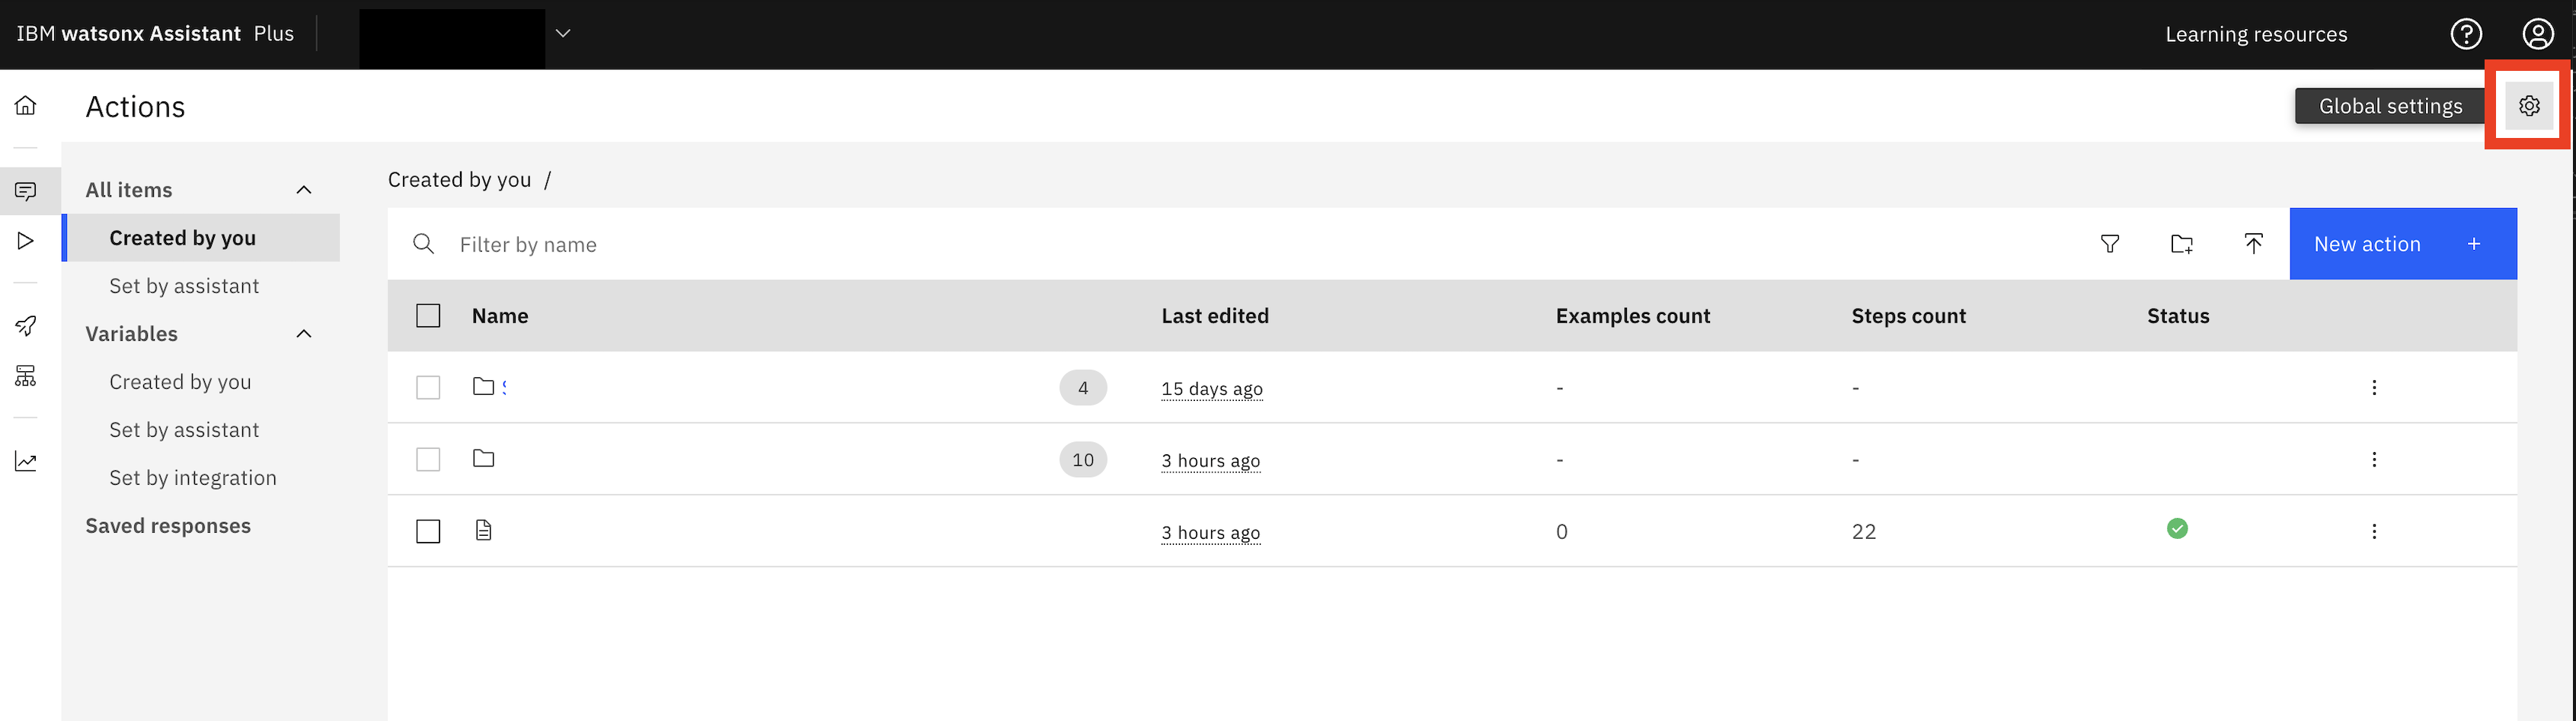 IBM watsonx Assistant Plus
Learning resources
Actions
Global settings
All items
Created by you
Set by assistant
Variables
Created by you
Set by assistant
Set by integration
Saved responses
Created by you /
Filter by name
New action +
Name Last edited Examples count Steps count Status
4 15 days ago - -
10 3 hours ago - -
3 hours ago 0 22